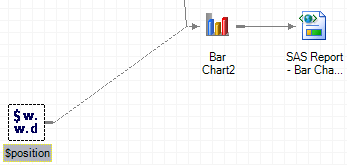 Bar
Chart2
SAS Report
- Bar Cha...
$w.
w.d
$position